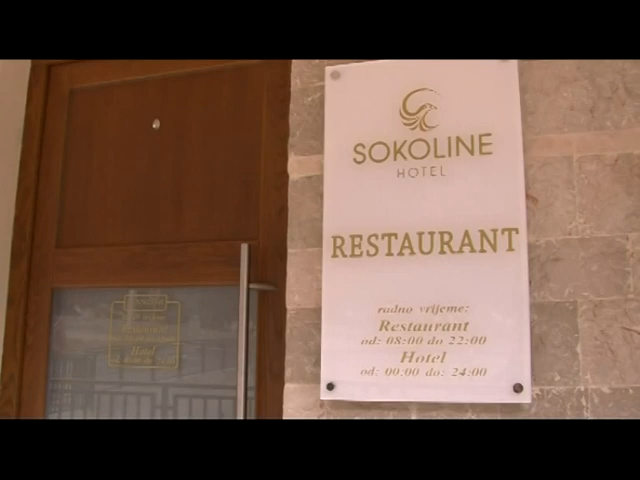 SOKOLINE
HOTEL
RESTAURANT
radno vrijeme:
Restaurant
od: 08:00 do 22:00
Hotel
od: 00:00 do: 24:00
Hotel